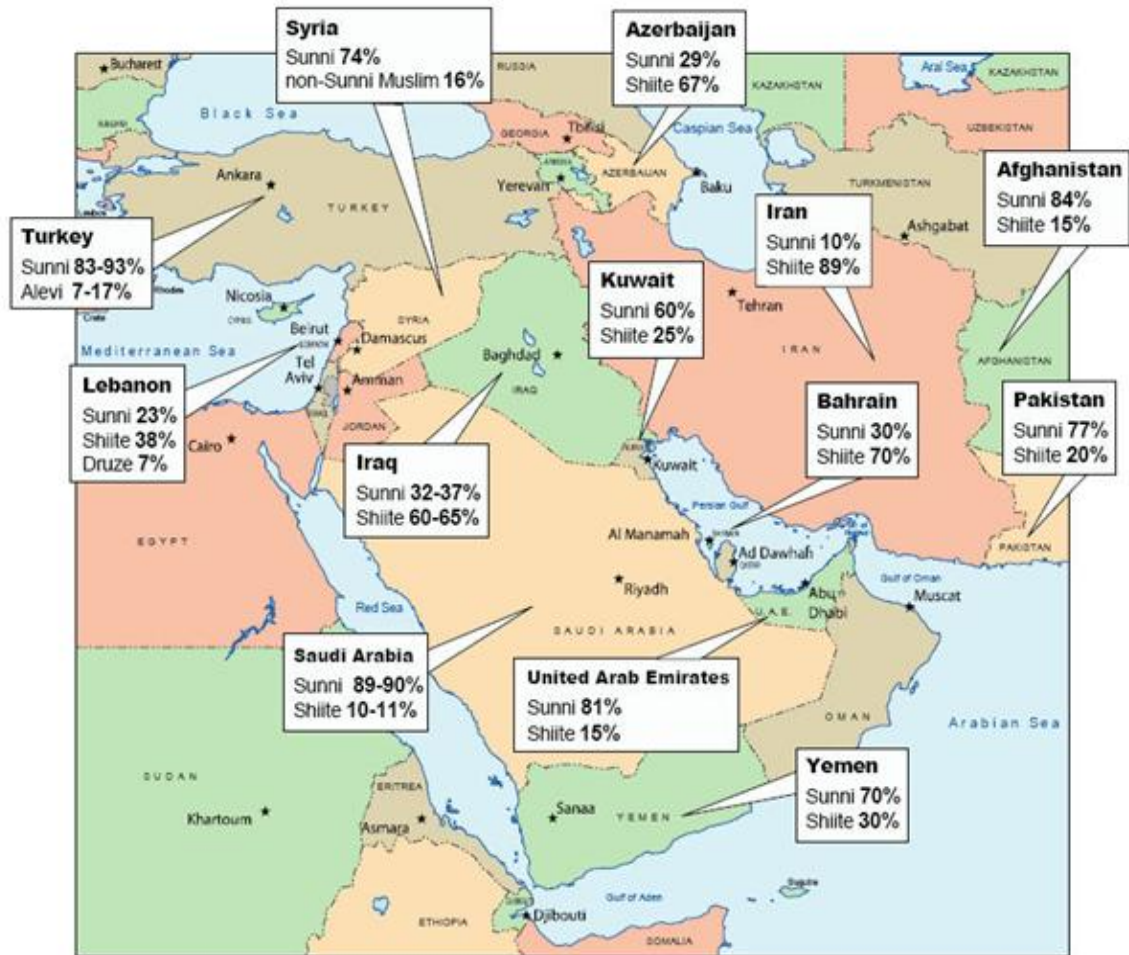 Syria
Sunni 74%
non-Sunni Muslim 16%
Azerbaijan
Sunni 29%
Shiite 67%
Bucharest
RUSSIA
Aral Sea
KAZAKHSTAN
KAZAKHSTAN
Black Sea
GEORGIA
Tbilisi
Caspian Sea
UZBEKISTAN
Afghanistan
Sunni 84%
Shiite 15%
Ankara
TURKEY
Yerevan
AZERBAIJAN
Baku
TURKMENISTAN
Ashgabat
Iran
Sunni 10%
Shiite 89%
Turkey
Sunni 83-93%
Alevi 7-17%
Kuwait
Sunni 60%
Shiite 25%
Tehran
Rhodes
Crete
Nicosia
SYRIA
Beirut
Damascus
Mediterranean Sea
Tel
Aviv
Amman
Baghdad
IRAQ
IRAN
AFGHANISTAN
Lebanon
Sunni 23%
Shiite 38%
Druze 7%
Cairo
JORDAN
Bahrain
Sunni 30%
Shiite 70%
Pakistan
Sunni 77%
Shiite 20%
Iraq
Sunni 32-37%
Shiite 60-65%
Kuwait
Persian Gulf
Al Manamah
Ad Dawhah
EGYPT
PAKISTAN
Riyadh
Abu
Dhabi
U.A.E.
Gulf of Oman
Muscat
Red Sea
SAUDI ARABIA
Saudi Arabia
Sunni 89-90%
Shiite 10-11%
United Arab Emirates
Sunni 81%
Shiite 15%
OMAN
Arabian Sea
SUDAN
ERITREA
Yemen
Sunni 70%
Shiite 30%
Khartoum
Asmara
Sanaa
YEMEN
Gulf of Aden
Djibouti
ETHIOPIA
SOMALIA